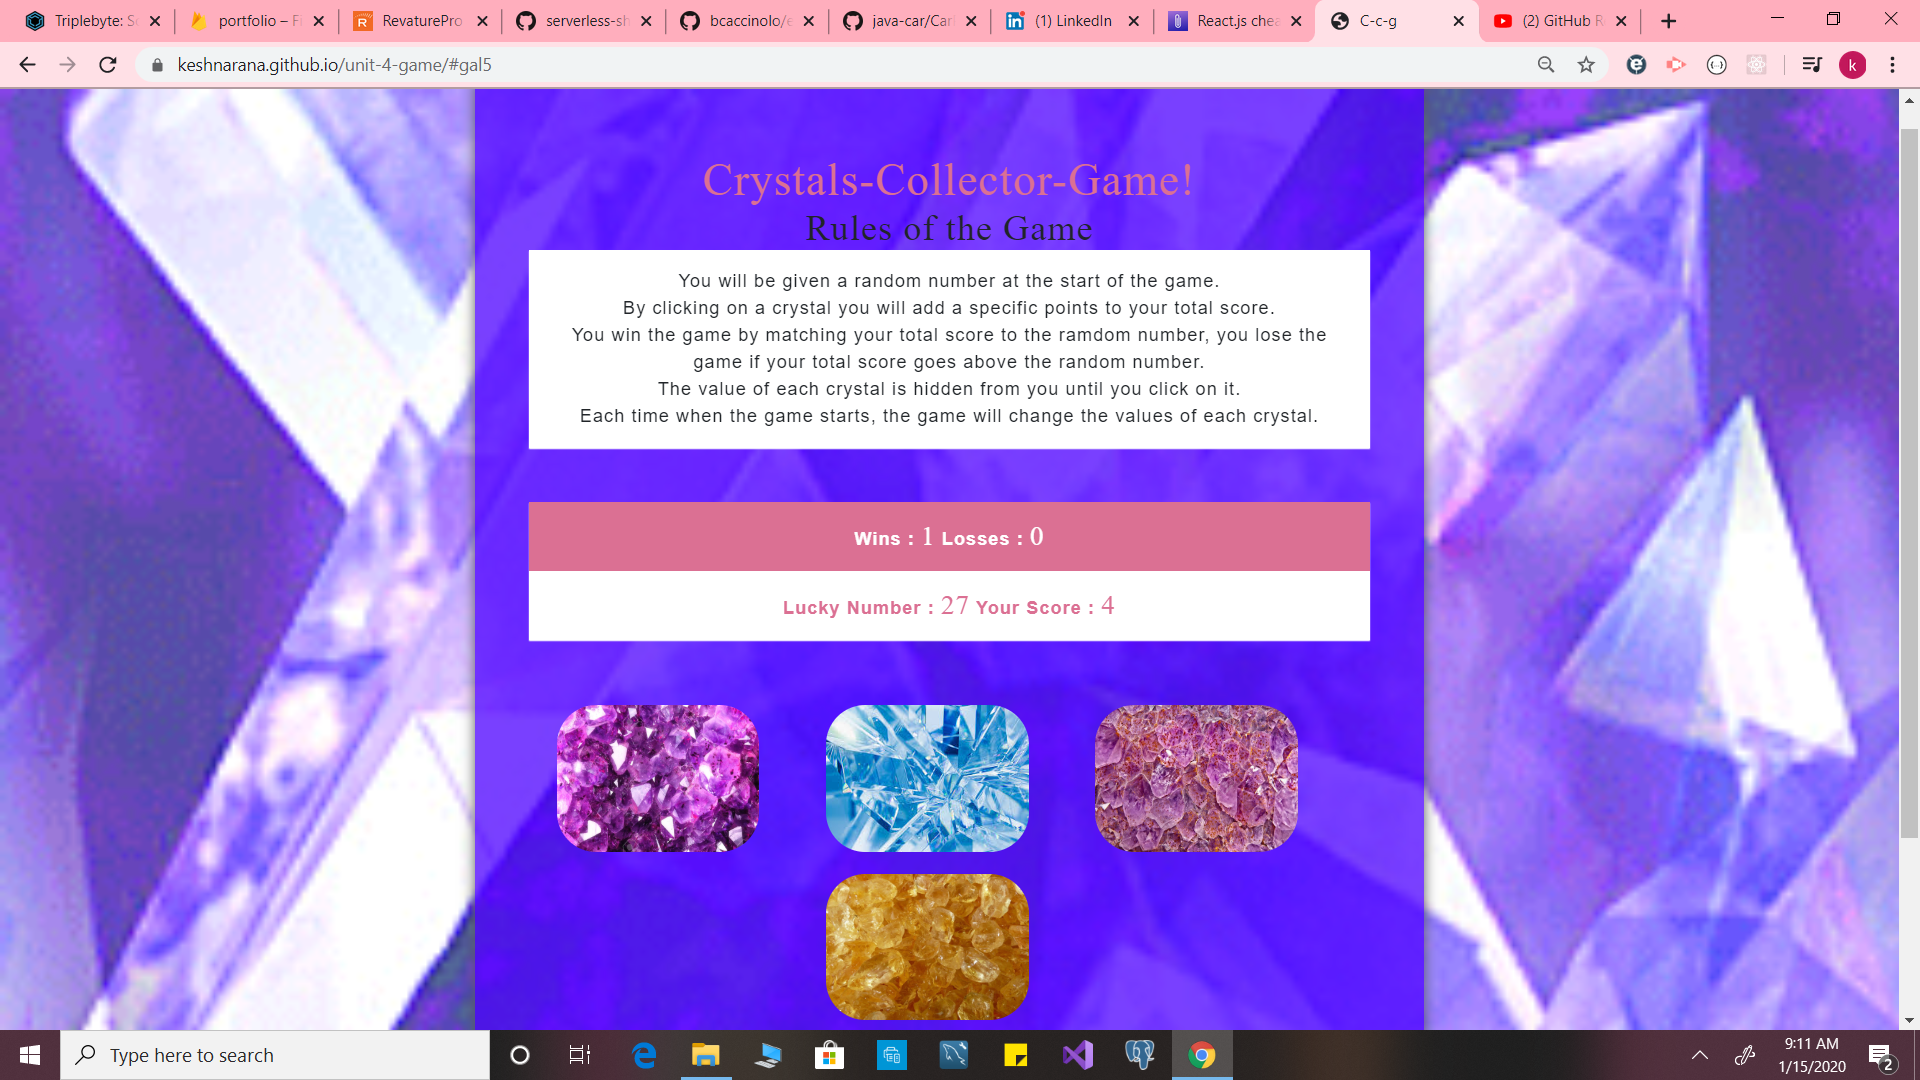 Triplebyte: So
portfolio – Fi
RevaturePro
serverless-sh
bcaccinolo/e
java-car/Carl
(1) LinkedIn
React.js chea
C-c-g
(2) GitHub R
keshnarana.github.io/unit-4-game/#gal5
k
Crystals-Collector-Game!
Rules of the Game
You will be given a random number at the start of the game.
By clicking on a crystal you will add a specific points to your total score.
You win the game by matching your total score to the ramdom number, you lose the
game if your total score goes above the random number.
The value of each crystal is hidden from you until you click on it.
Each time when the game starts, the game will change the values of each crystal.
Wins : 1 Losses : 0
Lucky Number : 27 Your Score : 4
Type here to search
9:11 AM
1/15/2020
2